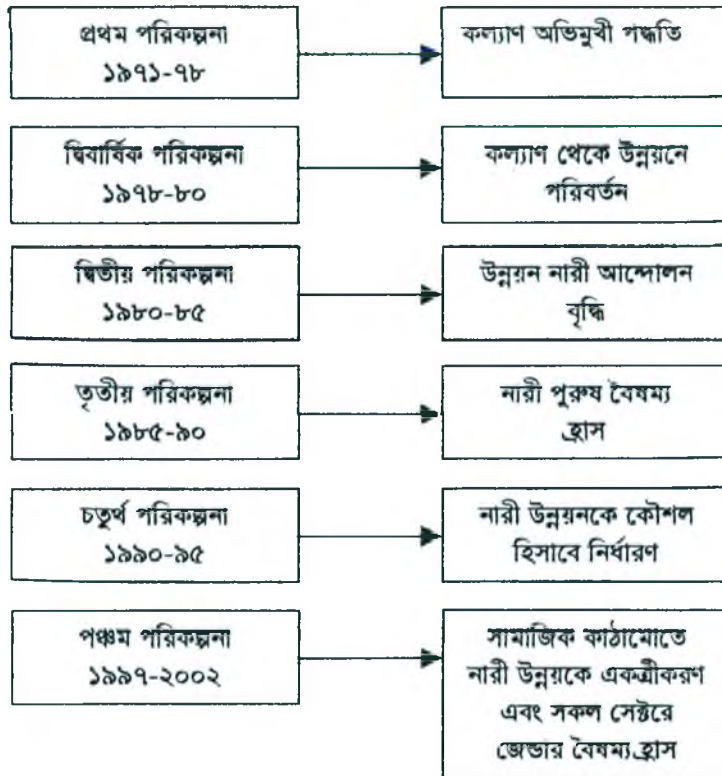 প্রথম পরিকল্পনা
১৯৭১-৭৮
কল্যাণ অভিমুখী পদ্ধতি
দ্বিবার্ষিক পরিকল্পনা
১৯৭৮-৮০
কল্যাণ থেকে উন্নয়নে
পরিবর্তন
দ্বিতীয় পরিকল্পনা
১৯৮০-৮৫
উন্নয়ন নারী আন্দোলন
বৃদ্ধি
তৃতীয় পরিকল্পনা
১৯৮৫-৯০
নারী পুরুষ বৈষম্য
হ্রাস
চতুর্থ পরিকল্পনা
১৯৯০-৯৫
নারী উন্নয়নকে কৌশল
হিসাবে নির্ধারণ
পঞ্চম পরিকল্পনা
১৯৯৭-২০০২
সামাজিক কাঠামোতে
নারী উন্নয়কে একত্রীকরণ
এবং সকল সেক্টরে
জেন্ডার বৈষম্য হ্রাস